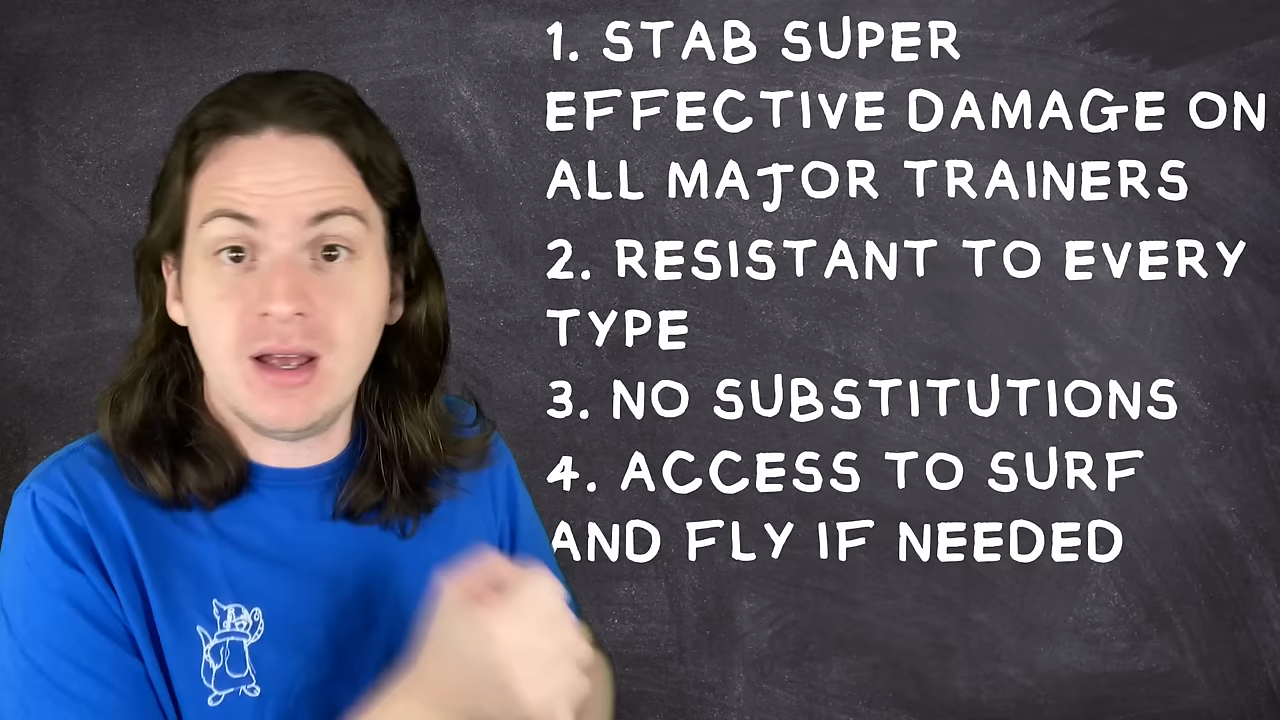 1. STAB SUPER
EFFECTIVE DAMAGE ON
ALL MAJOR TRAINERS
2. RESISTANT TO EVERY
TYPE
3. NO SUBSTITUTIONS
4. ACCESS TO SURF
AND FLY IF NEEDED